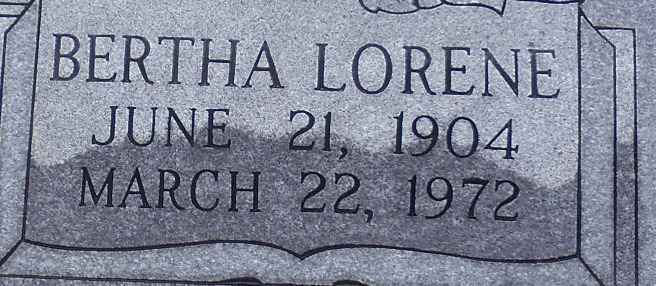 BERTHA LORENE
JUNE 21, 1904
MARCH 22, 1972